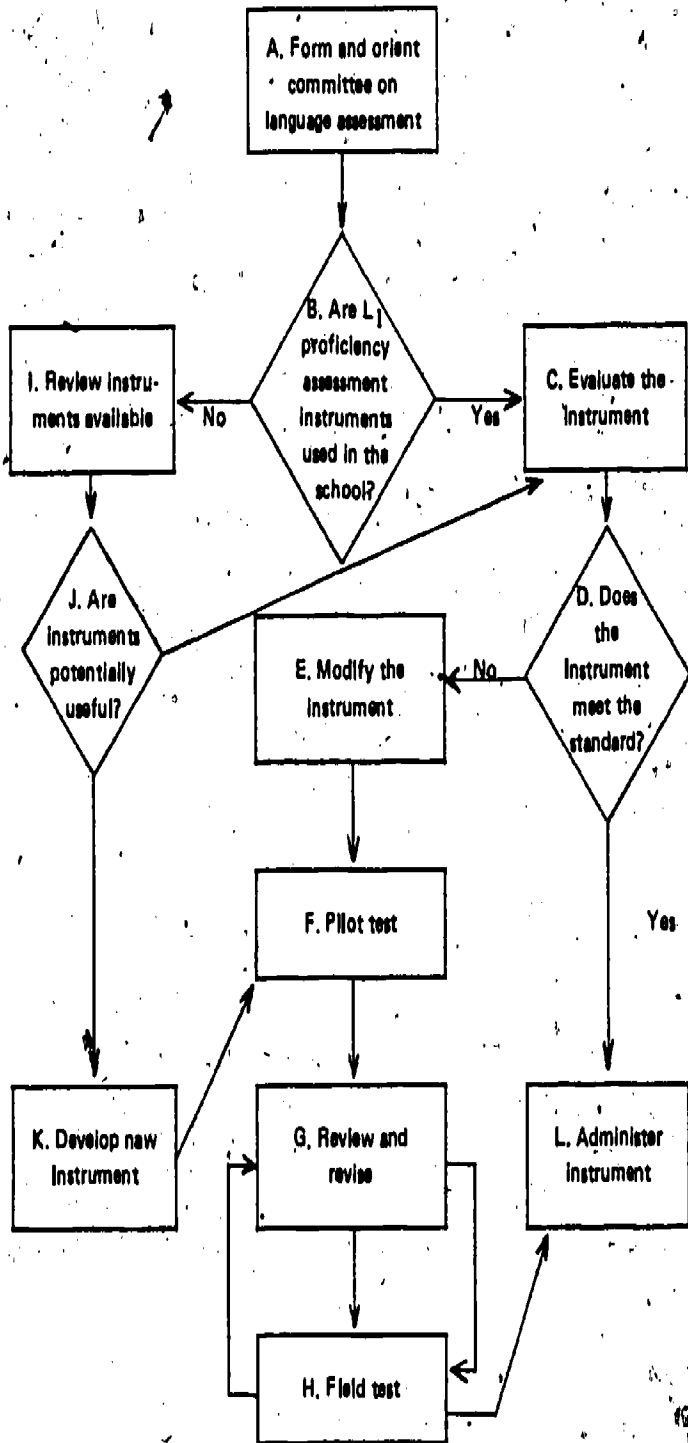 A. Form and orient
committee on
language assessment
B. Are L1
proficiency
assessment
instruments
used in the
school?
I. Review instru-
ments available
No
Yes
C. Evaluate the
Instrument
J. Are
instruments
potentially
useful?
E. Modify the
instrument
No
D. Does
the
Instrument
meet the
standard?
F. Pilot test
Yes
K. Develop new
Instrument
G. Review and
revise
L. Administer
instrument
H. Field test